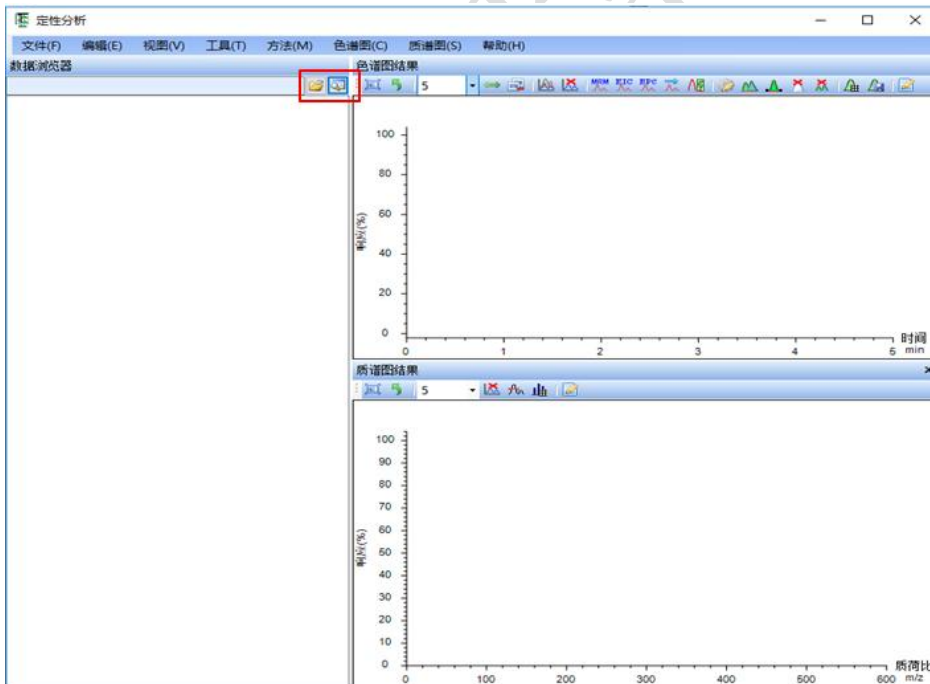 定性分析
文件(F) 编辑(E) 视图(V) 工具(T) 方法(M) 色谱图(C) 质谱图(S) 帮助(H)
数据浏览器
色谱图结果
5
MRM EIC BPC
100
80
60
40
20
0
响应(%)
0 1 2 3 4 5
时间
min
质谱图结果
5
100
90
80
70
60
50
40
30
20
10
0
响应(%)
0 100 200 300 400 500 600
质荷比
m/z